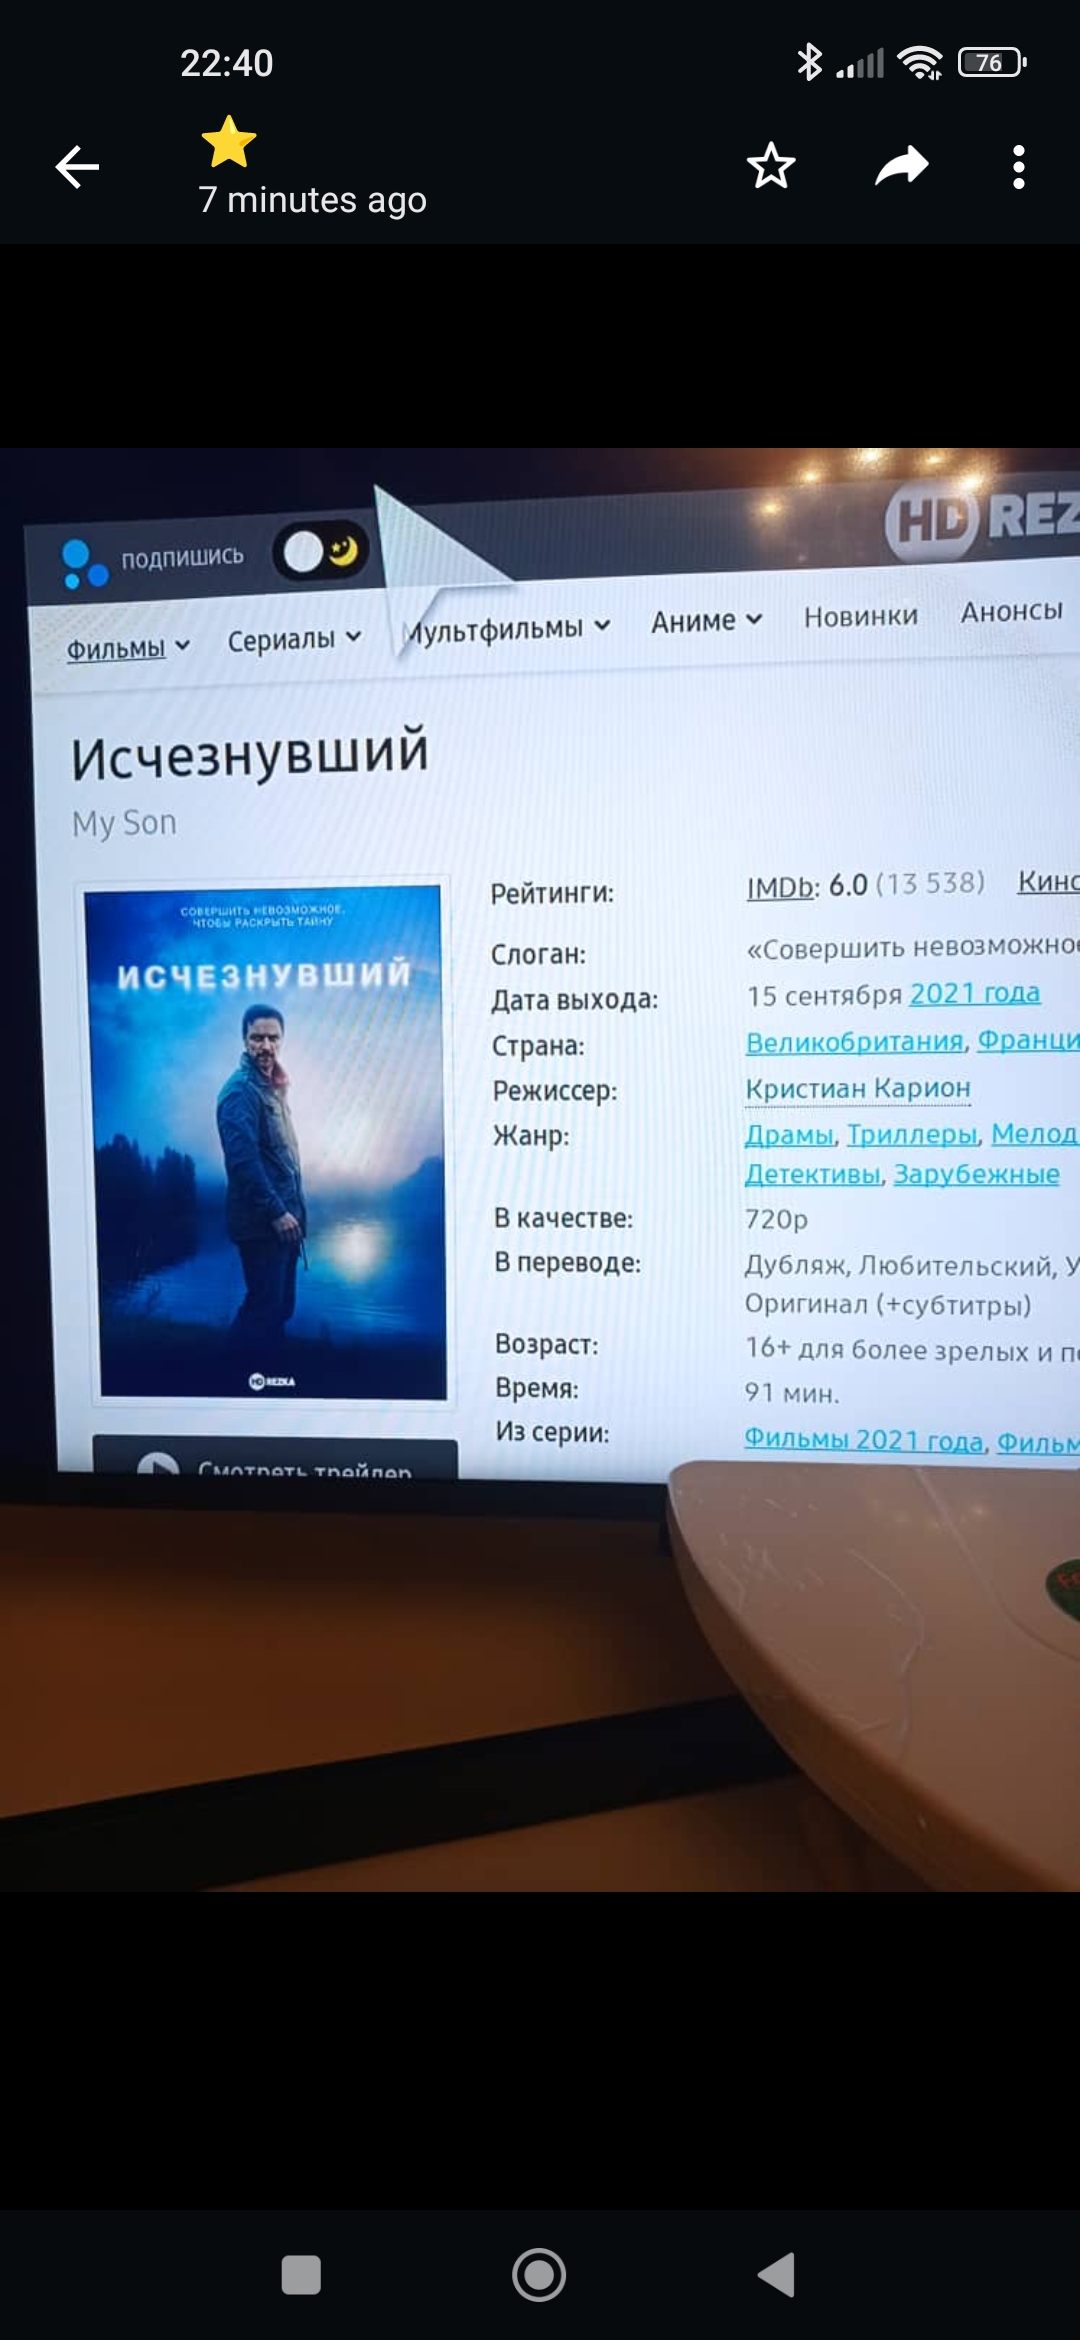 22:40
76
7 minutes ago
ПОДПИШИСЬ
HD REZ
Фильмы Сериалы Мультфильмы Аниме Новинки Анонсы
Исчезнувший
My Son
СОВЕРШИТЬ НЕВОЗМОЖНОЕ,
ЧТОБЫ РАСКРЫТЬ ТАЙНУ
ИСЧЕЗНУВШИЙ
HD REZKA
Смотреть трейлер
Рейтинги: IMDb: 6.0 (13 538) Кино
Слоган: «Совершить невозможное
Дата выхода: 15 сентября 2021 года
Страна: Великобритания, Франци
Режиссер: Кристиан Карион
Жанр: Драмы, Триллеры, Мелод
Детективы, Зарубежные
В качестве: 720p
В переводе: Дубляж, Любительский, У
Оригинал (+субтитры)
Возраст: 16+ для более зрелых и п
Время: 91 мин.
Из серии: Фильмы 2021 года, Фильм